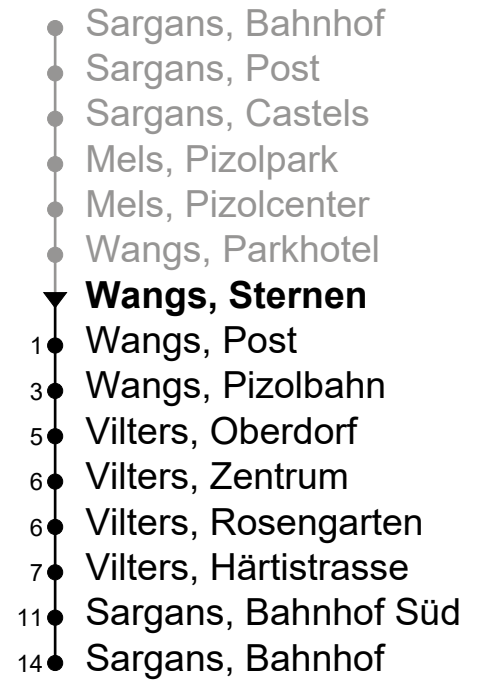 Sargans, Bahnhof
Sargans, Post
Sargans, Castels
Mels, Pizolpark
Mels, Pizolcenter
Wangs, Parkhotel
Wangs, Sternen
1 Wangs, Post
3 Wangs, Pizolbahn
5 Vilters, Oberdorf
6 Vilters, Zentrum
6 Vilters, Rosengarten
7 Vilters, Härtistrasse
11 Sargans, Bahnhof Süd
14 Sargans, Bahnhof